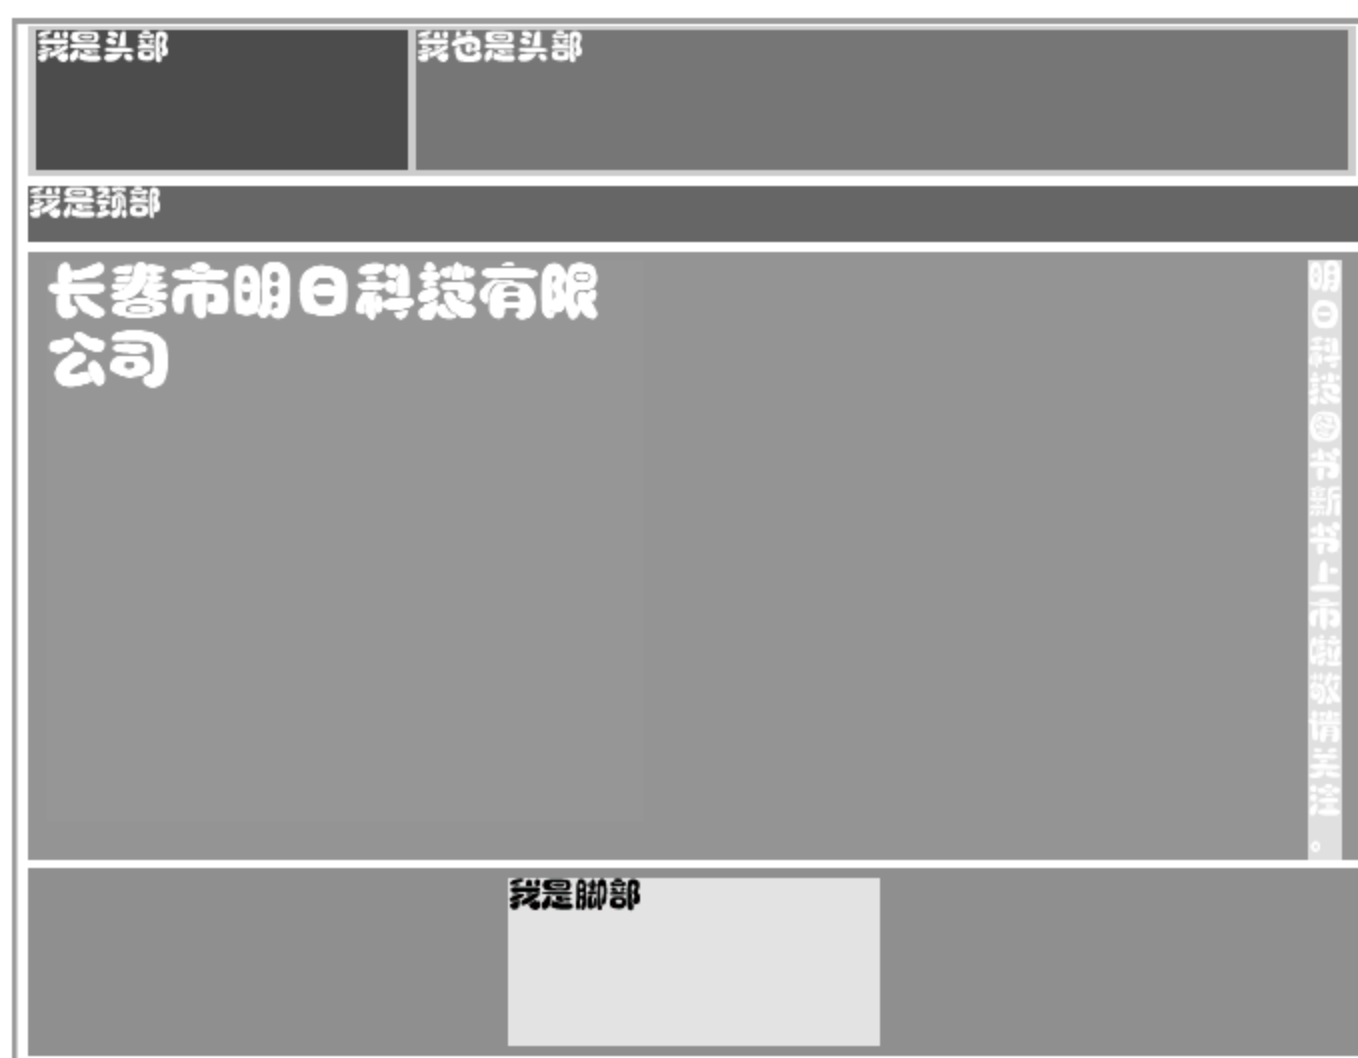 我是头部
我也是头部
我是颈部
长春市明日科技有限
公司
明日科技图书新书上市啦敬请关注。
我是脚部